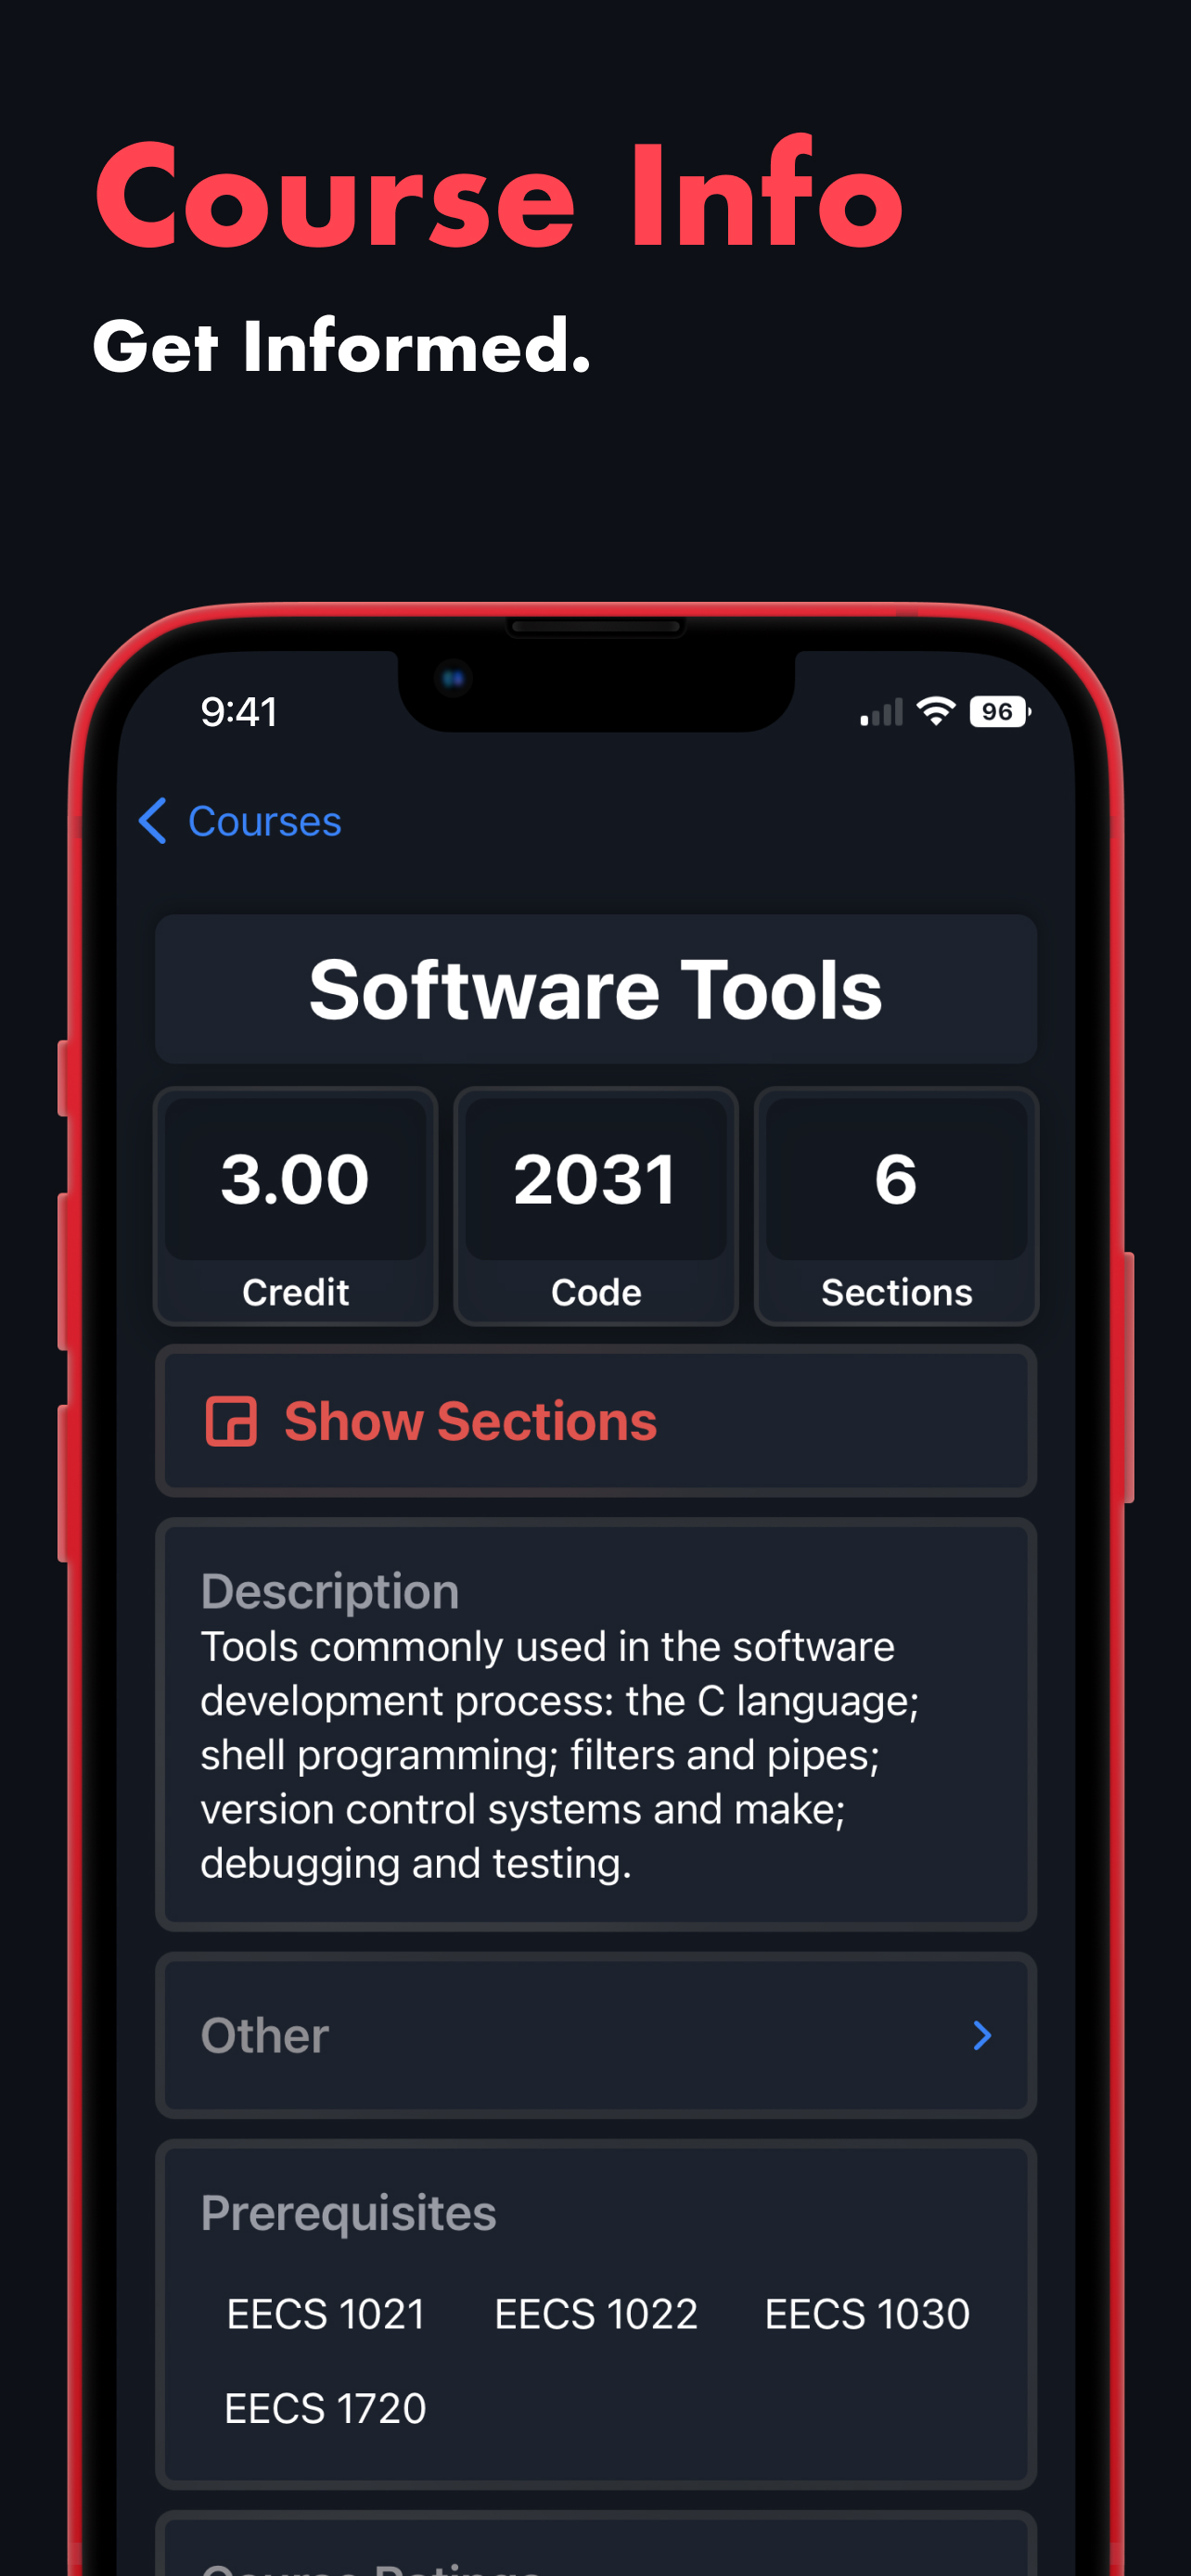 Course Info
Get Informed.
9:41
96
Courses
Software Tools
3.00 2031 6
Credit Code Sections
Show Sections
Description
Tools commonly used in the software
development process: the C language;
shell programming; filters and pipes;
version control systems and make;
debugging and testing.
Other
Prerequisites
EECS 1021 EECS 1022 EECS 1030
EECS 1720
Course Ratings